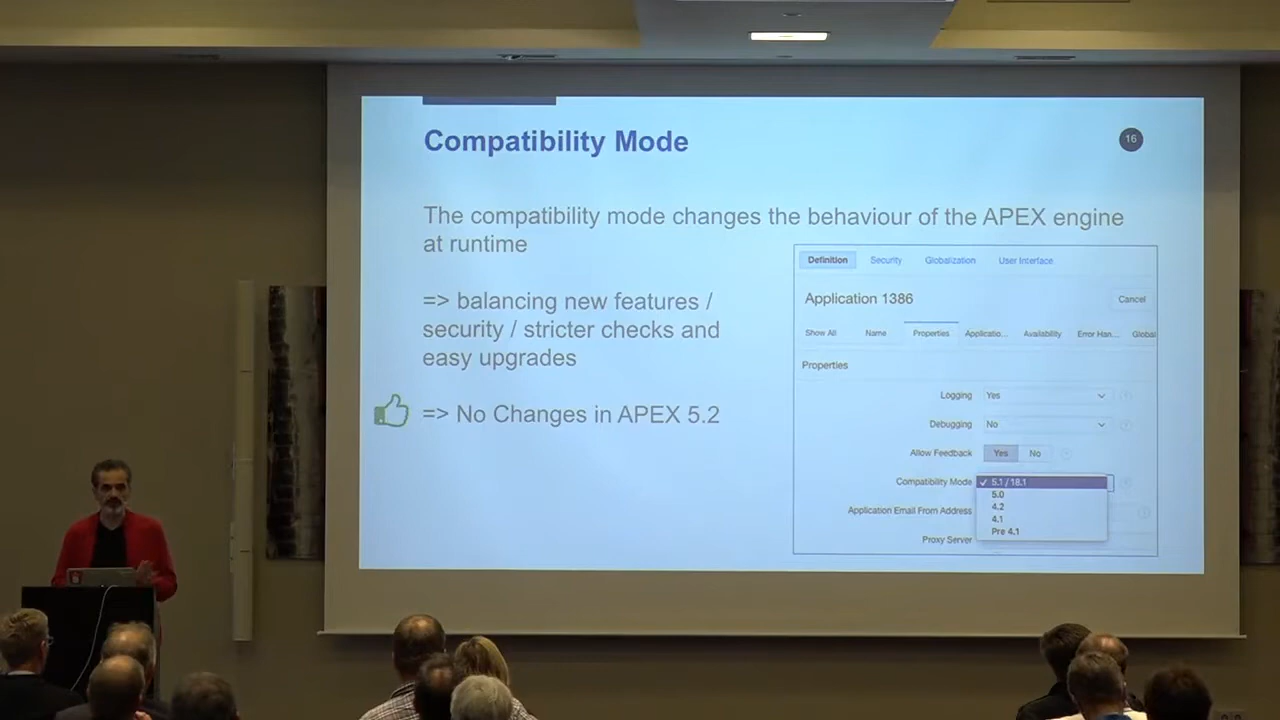 Compatibility Mode
16
The compatibility mode changes the behaviour of the APEX engine
at runtime
=> balancing new features /
security / stricter checks and
easy upgrades
=> No Changes in APEX 5.2
Definition Security Globalization User Interface
Application 1386 Cancel
Show All Name Properties Applicatio... Availability Error Han... Global
Properties
Logging Yes
Debugging No
Allow Feedback Yes No
Compatibility Mode ✓ 5.1 / 18.1
5.0
4.2
Application Email From Address
4.1
Pre 4.1
Proxy Server